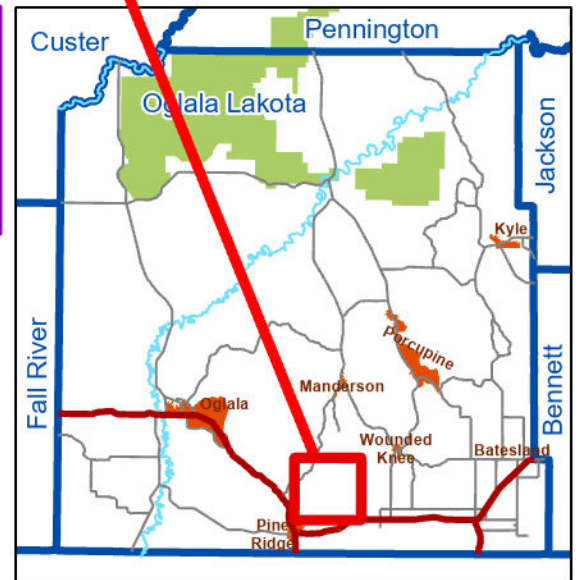 Custer
Pennington
Oglala Lakota
Jackson
Kyle
Fall River
Porcupine
Manderson
Oglala
Bennett
Wounded
Knee
Batesland
Pine
Ridge